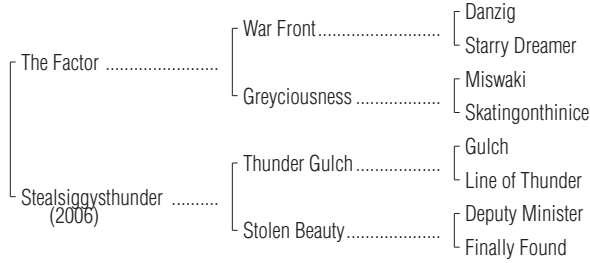 Danzig
War Front..........................
Starry Dreamer
The Factor ........................
Miswaki
Greyciousness ..................
Skatingonthinice
Gulch
Thunder Gulch ..................
Line of Thunder
Stealsiggysthunder ..........
(2006)
Deputy Minister
Stolen Beauty....................
Finally Found